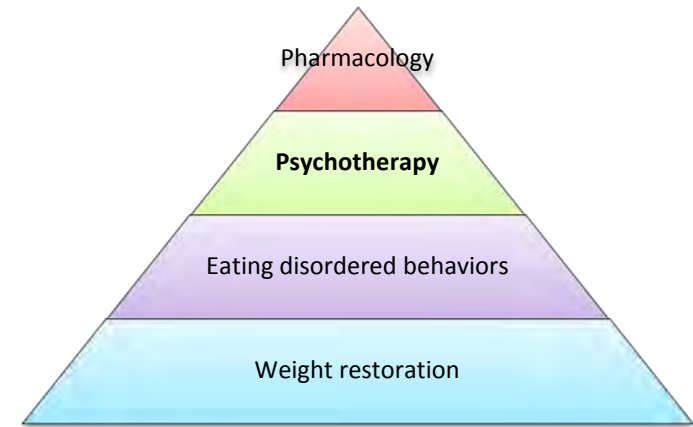 Pharmacology
Psychotherapy
Eating disordered behaviors
Weight restoration